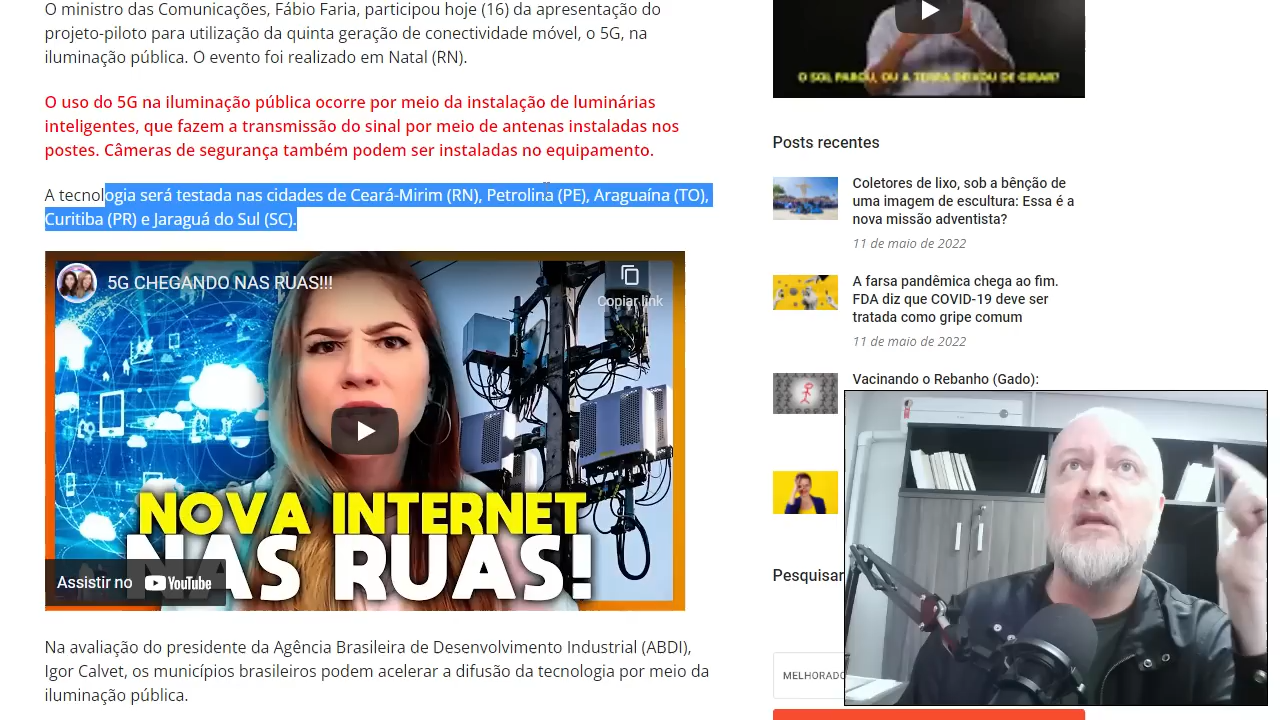 O ministro das Comunicações, Fábio Faria, participou hoje (16) da apresentação do
projeto-piloto para utilização da quinta geração de conectividade móvel, o 5G, na
iluminação pública. O evento foi realizado em Natal (RN).
O uso do 5G na iluminação pública ocorre por meio da instalação de luminárias
inteligentes, que fazem a transmissão do sinal por meio de antenas instaladas nos
postes. Câmeras de segurança também podem ser instaladas no equipamento.
A tecnologia será testada nas cidades de Ceará-Mirim (RN), Petrolina (PE), Araguaína (TO),
Curitiba (PR) e Jaraguá do Sul (SC).
5G CHEGANDO NAS RUAS!!!
Copiar link
NOVA INTERNET
NAS RUAS!
Assistir no YouTube
Na avaliação do presidente da Agência Brasileira de Desenvolvimento Industrial (ABDI),
Igor Calvet, os municípios brasileiros podem acelerar a difusão da tecnologia por meio da
iluminação pública.
O SOL PAROU, OU A TERRA DEIXOU DE GIRAR?
Posts recentes
Coletores de lixo, sob a bênção de
uma imagem de escultura: Essa é a
nova missão adventista?
11 de maio de 2022
A farsa pandêmica chega ao fim.
FDA diz que COVID-19 deve ser
tratada como gripe comum
11 de maio de 2022
Vacinando o Rebanho (Gado):
Pesquisar
MELHORADO